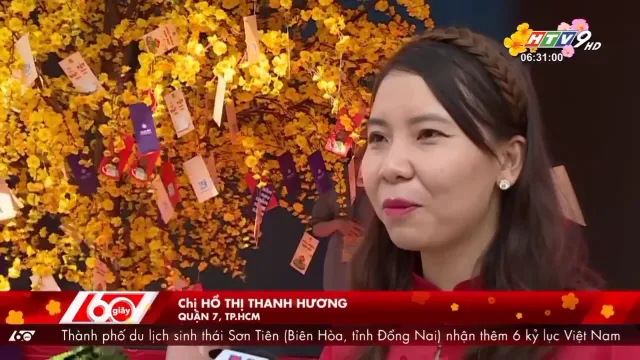 HTV9 HD
06:31:00
60 giây
Chị HỒ THỊ THANH HƯƠNG
QUẬN 7, TP.HCM
60 Thành phố du lịch sinh thái Sơn Tiên (Biên Hòa, tỉnh Đồng Nai) nhận thêm 6 kỷ lục Việt Nam